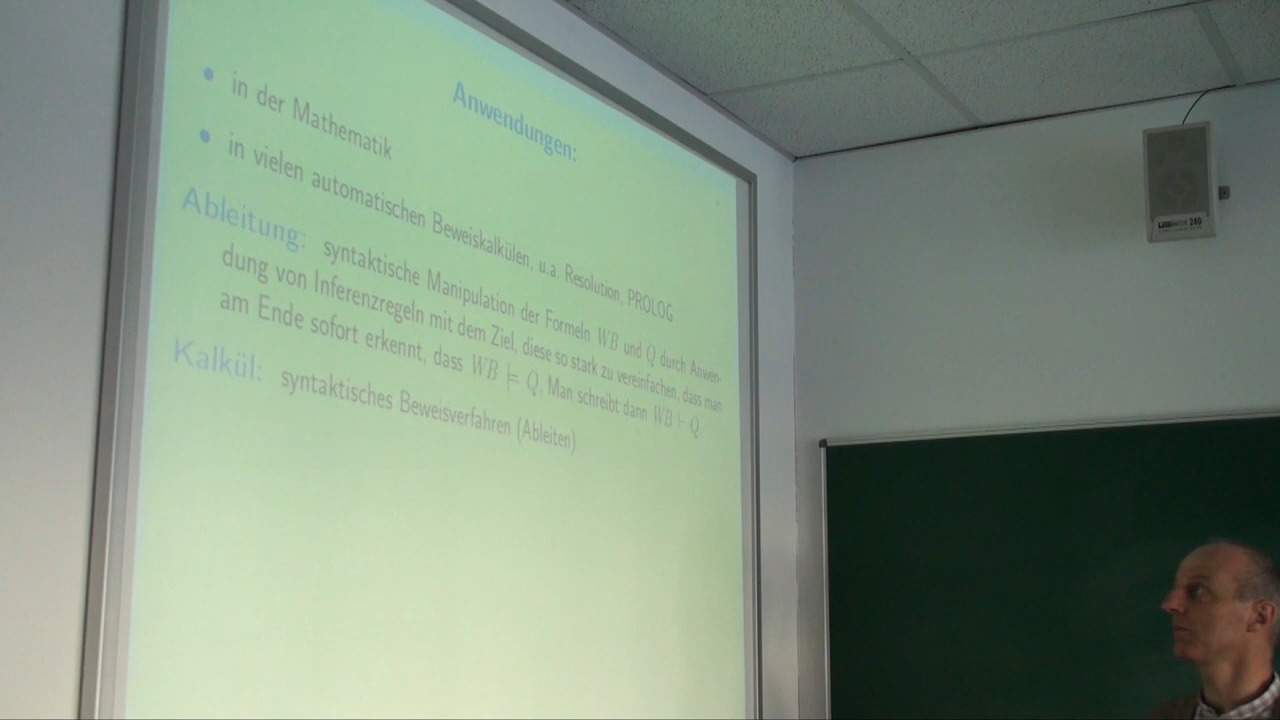 Anwendungen:
• in der Mathematik
• in vielen automatischen Beweiskalkülen, u.a. Resolution, PROLOG
Ableitung: syntaktische Manipulation der Formeln WB und Q durch Anwen-
dung von Inferenzregeln mit dem Ziel, diese so stark zu vereinfachen, dass man
am Ende sofort erkennt, dass WB ⊨ Q. Man schreibt dann WB ⊢ Q.
Kalkül: syntaktisches Beweisverfahren (Ableiten)
240